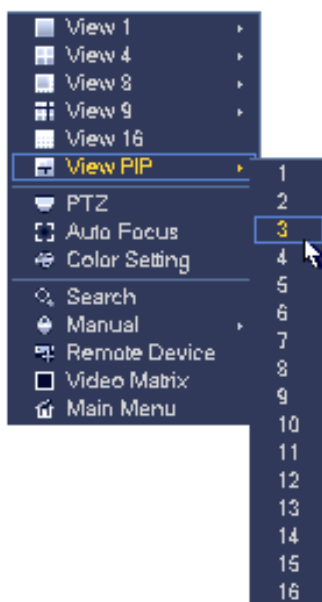 View 1
View 4
View 8
View 9
View 16
View PIP
PTZ
Auto Focus
Color Setting
Search
Manual
Remote Device
Video Matrix
Main Menu
1
2
3
4
5
6
7
8
9
10
11
12
13
14
15
16